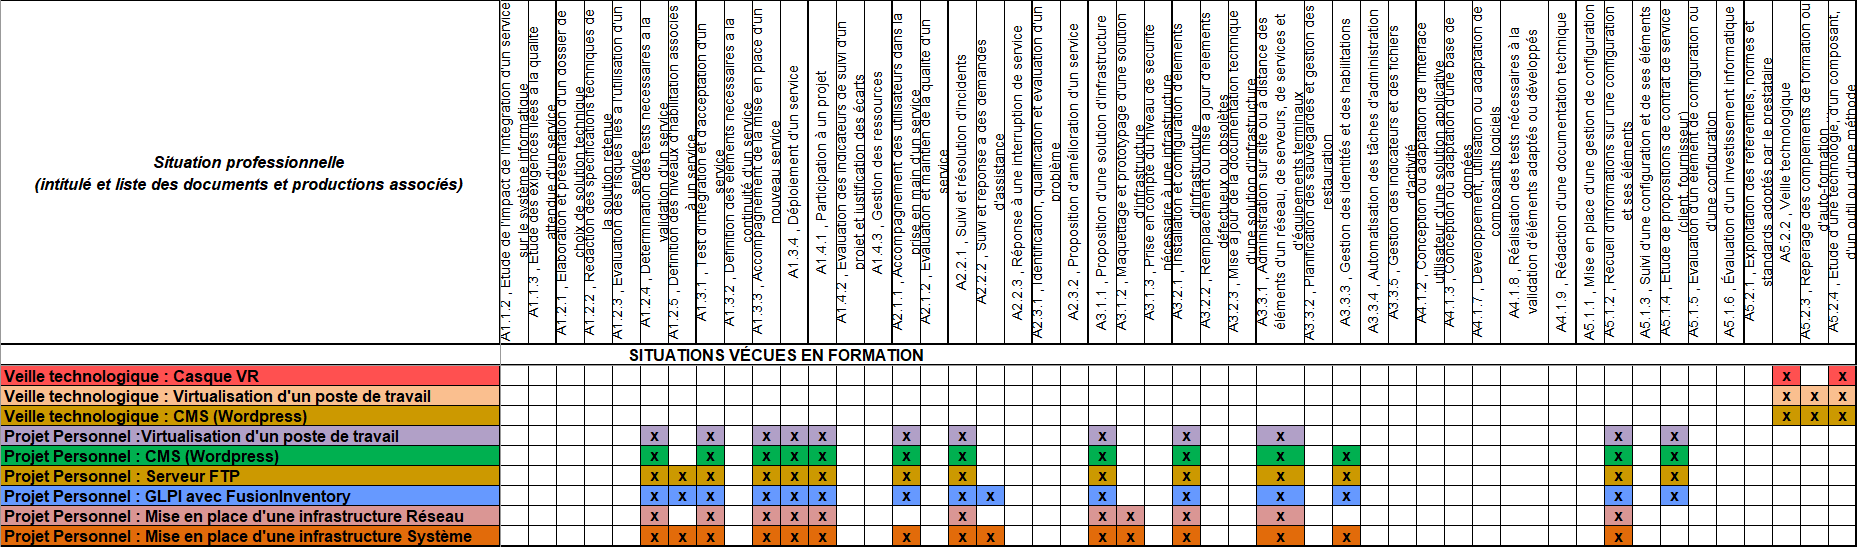 Situation professionnelle
(intitulé et liste des documents et productions associés)
A1.1.2 , Etude de l'impact de l'intégration d'un service
sur le système informatique
A1.1.3 , Etude des exigences liées à la qualité
attendue d'un service
A1.2.1 , Elaboration et présentation d'un dossier de
choix de solution technique
A1.2.2 , Rédaction des spécifications techniques de
la solution retenue
A1.2.3 , Evaluation des risques liés à l'utilisation d'un
service
A1.2.4 , Détermination des tests nécessaires à la
validation d'un service
A1.2.5 , Définition des niveaux d'habilitation associés
à un service
A1.3.1 , Test d'intégration et d'acceptation d'un
service
A1.3.2 , Définition des éléments nécessaires à la
continuité d'un service
A1.3.3 , Accompagnement de la mise en place d'un
nouveau service
A1.3.4 , Déploiement d'un service
A1.4.1 , Participation à un projet
A1.4.2 , Evaluation des indicateurs de suivi d'un
projet et justification des écarts
A1.4.3 , Gestion des ressources
A2.1.1 , Accompagnement des utilisateurs dans la
prise en main d'un service
A2.1.2 , Evaluation et maintien de la qualité d'un
service
A2.2.1 , Suivi et résolution d'incidents
A2.2.2 , Suivi et réponse à des demandes
d'assistance
A2.2.3 , Réponse à une interruption de service
A2.3.1 , Identification, qualification et évaluation d'un
problème
A2.3.2 , Proposition d'amélioration d'un service
A3.1.1 , Proposition d'une solution d'infrastructure
A3.1.2 , Maquettage et prototypage d'une solution
d'infrastructure
A3.1.3 , Prise en compte du niveau de sécurité
nécessaire à une infrastructure
A3.2.1 , Installation et configuration d'éléments
d'infrastructure
A3.2.2 , Remplacement ou mise à jour d'éléments
défectueux ou obsolètes
A3.2.3 , Mise à jour de la documentation technique
d'une solution d'infrastructure
A3.3.1 , Administration sur site ou à distance des
éléments d'un réseau, de serveurs, de services et
d'équipements terminaux
A3.3.2 , Planification des sauvegardes et gestion des
restauration
A3.3.3 , Gestion des identités et des habilitations
A3.3.4 , Automatisation des tâches d'administration
A3.3.5 , Gestion des indicateurs et des fichiers
d'activité
A4.1.2 , Conception ou adaptation de l'interface
utilisateur d'une solution applicative
A4.1.3 , Conception ou adaptation d'une base de
données
A4.1.7 , Développement, utilisation ou adaptation de
composants logiciels
A4.1.8 , Réalisation des tests nécessaires à la
validation d'éléments adaptés ou développés
A4.1.9 , Rédaction d'une documentation technique
A5.1.1 , Mise en place d'une gestion de configuration
A5.1.2 , Recueil d'informations sur une configuration
et ses éléments
A5.1.3 , Suivi d'une configuration et de ses éléments
A5.1.4 , Etude de propositions de contrat de service
(client, fournisseur)
A5.1.5 , Evaluation d'un élément de configuration ou
d'une configuration
A5.1.6 , Évaluation d'un investissement informatique
A5.2.1 , Exploitation des référentiels, normes et
standards adoptés par le prestataire
A5.2.2 , Veille technologique
A5.2.3 , Repérage des compléments de formation ou
d'auto-formation
A5.2.4 , Etude d'une technologie, d'un composant,
d'un outil ou d'une méthode
SITUATIONS VÉCUES EN FORMATION
Veille technologique : Casque VR x x
Veille technologique : Virtualisation d'un poste de travail x x x
Veille technologique : CMS (Wordpress) x x x
Projet Personnel :Virtualisation d'un poste de travail x x x x x x x x x x x x
Projet Personnel : CMS (Wordpress) x x x x x x x x x x x x x
Projet Personnel : Serveur FTP x x x x x x x x x x x x x x
Projet Personnel : GLPI avec FusionInventory x x x x x x x x x x x x x x x
Projet Personnel : Mise en place d'une infrastructure Réseau x x x x x x x x x x x
Projet Personnel : Mise en place d'une infrastructure Système x x x x x x x x x x x x x x x